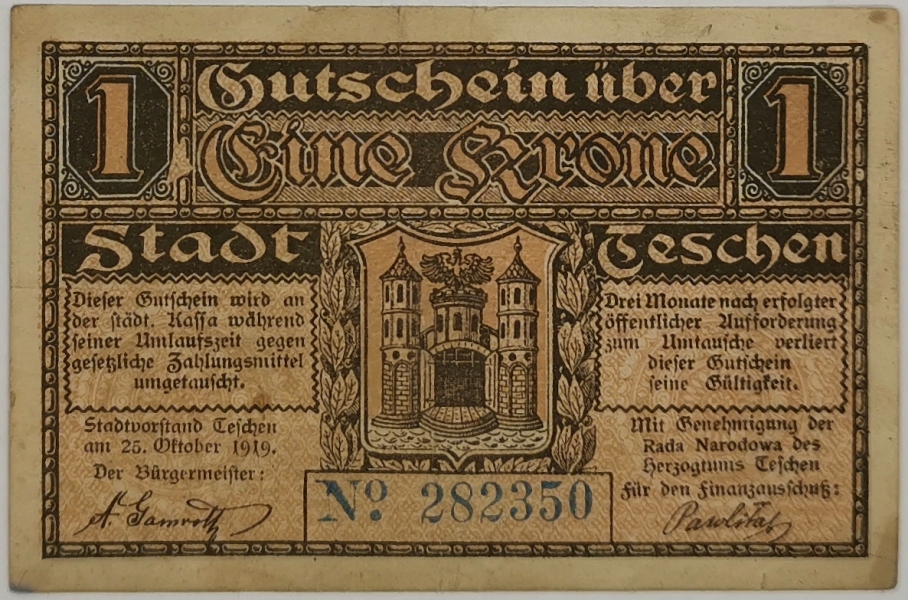 1
Gutschein über
1
Eine Krone
Stadt
Teschen
Dieser Gutschein wird an
der städt. Kassa während
seiner Umlaufszeit gegen
gesetzliche Zahlungsmittel
umgetauscht.
Drei Monate nach erfolgter
öffentlicher Aufforderung
zum Umtausche verliert
dieser Gutschein
seine Gültigkeit.
Stadtvorstand Teschen
am 25. Oktober 1919.
Der Bürgermeister:
Mit Genehmigung der
Rada Narodowa des
Herzogtums Teschen
Für den Finanzausschuß:
No. 282350